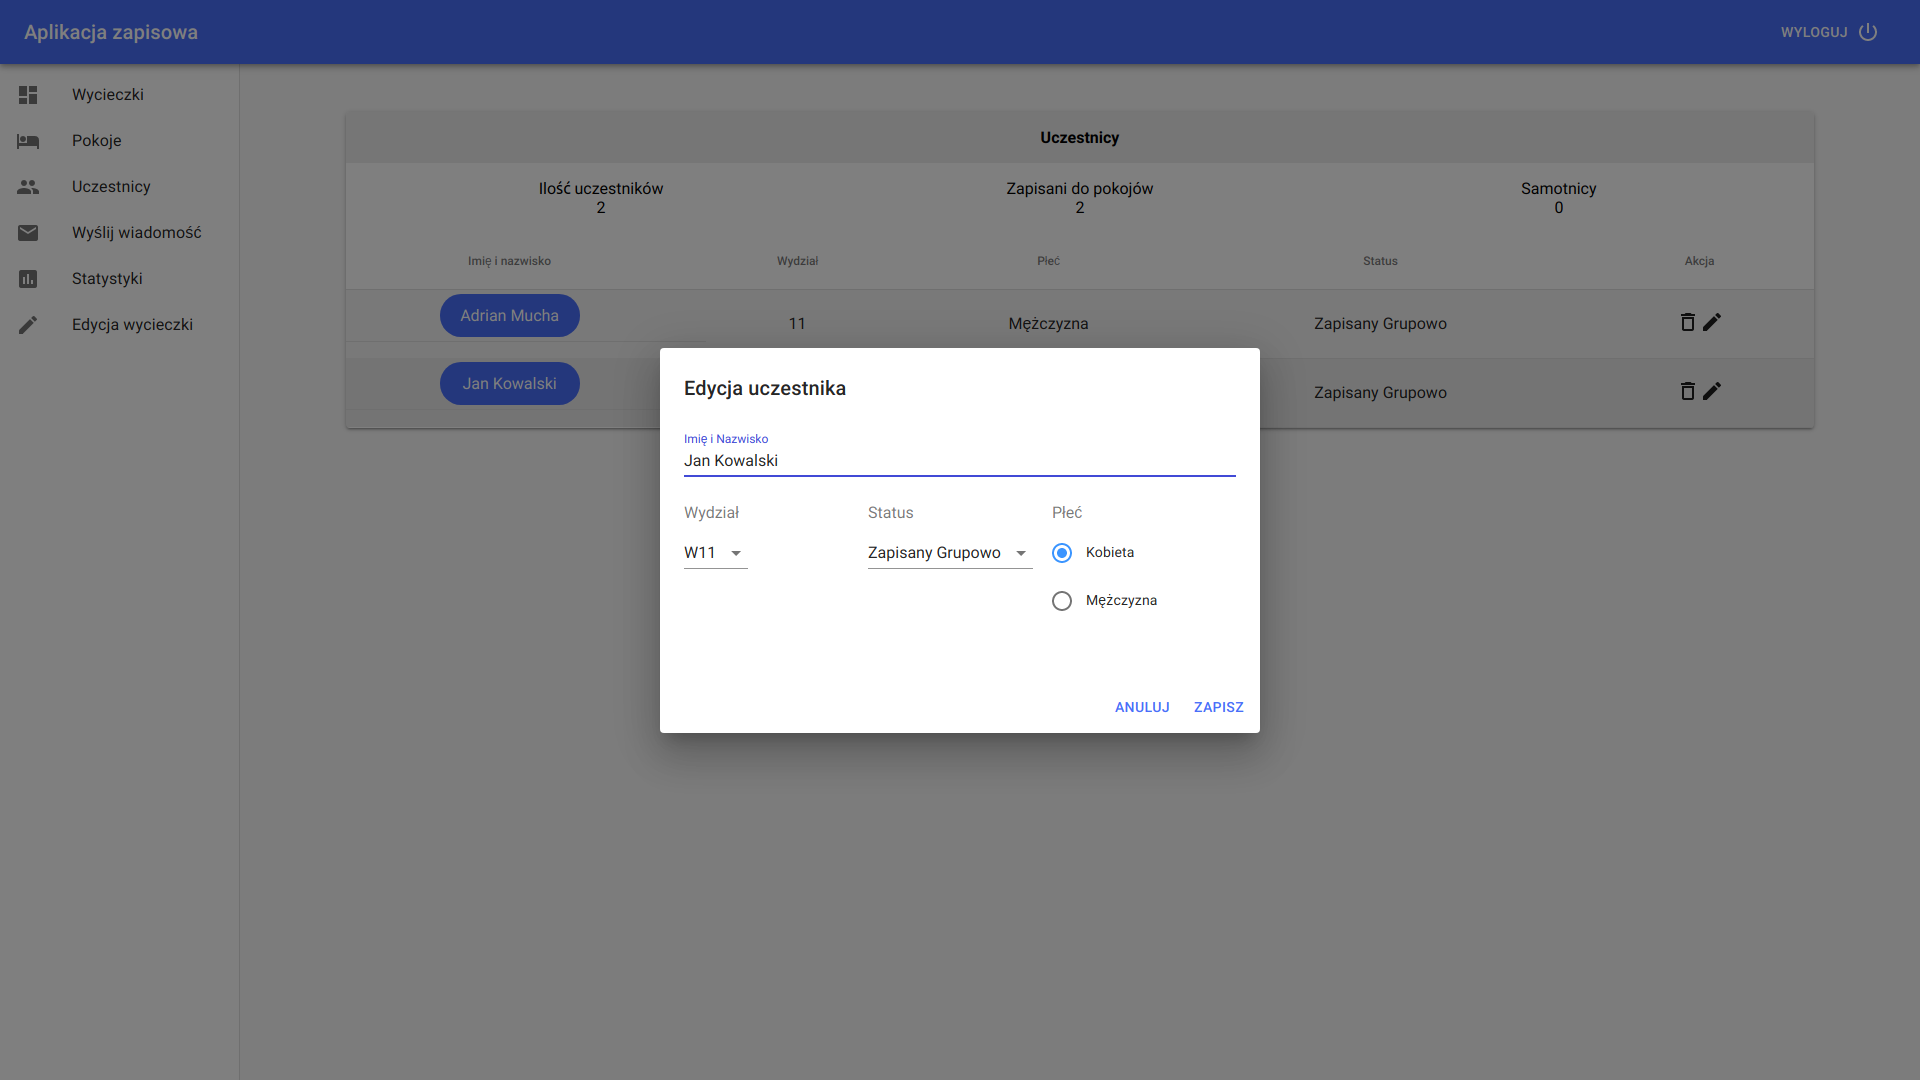 Aplikacja zapisowa
WYLOGUJ
Wycieczki
Pokoje
Uczestnicy
Wyślij wiadomość
Statystyki
Edycja wycieczki
Uczestnicy
Ilość uczestników
2
Zapisani do pokojów
2
Samotnicy
0
Imię i nazwisko Wydział Płeć Status Akcja
Adrian Mucha 11 Mężczyzna Zapisany Grupowo
Jan Kowalski Zapisany Grupowo
Edycja uczestnika
Imię i Nazwisko
Jan Kowalski
Wydział Status Płeć
W11 Zapisany Grupowo Kobieta
Mężczyzna
ANULUJ ZAPISZ